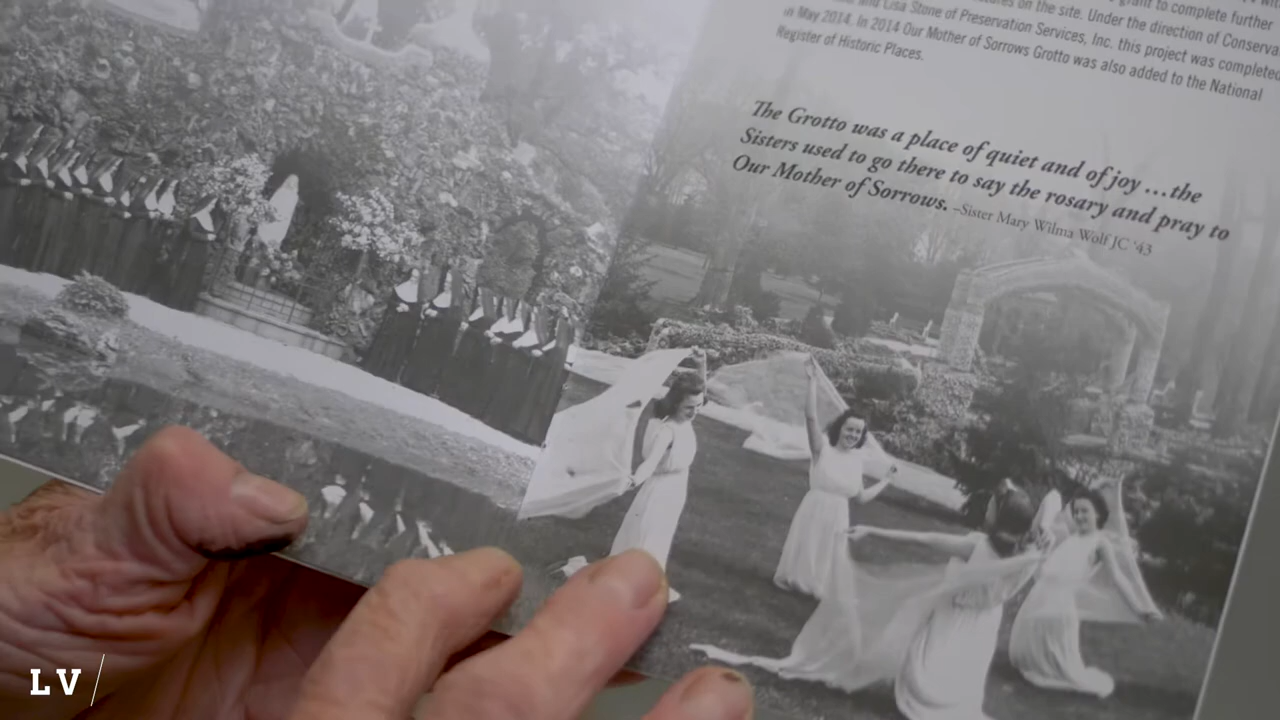 grant to complete further
on the site. Under the direction of Conserva
and Lisa Stone of Preservation Services, Inc. this project was completed
in May 2014. In 2014 Our Mother of Sorrows Grotto was also added to the National
Register of Historic Places.
The Grotto was a place of quiet and of joy ...the
Sisters used to go there to say the rosary and pray to
Our Mother of Sorrows. –Sister Mary Wilma Wolf JC '43
LV/